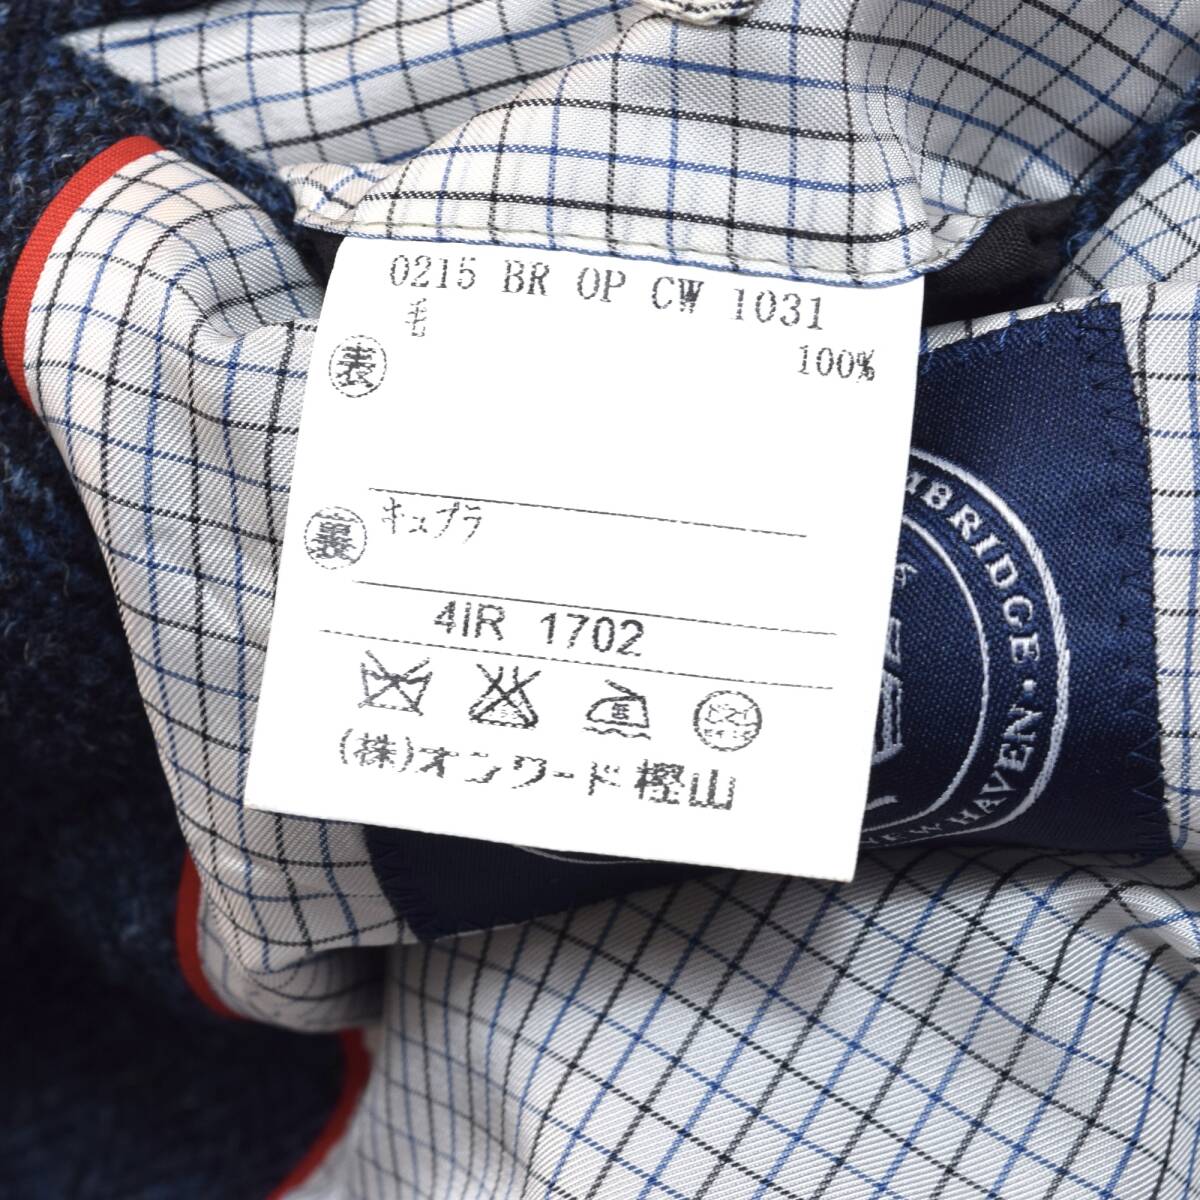 0215 BR OP CW 1031
毛
表 100%
裏 キュプラ
4IR 1702
(株)オンワード樫山
MBRIDGE · NEW HAVEN ·